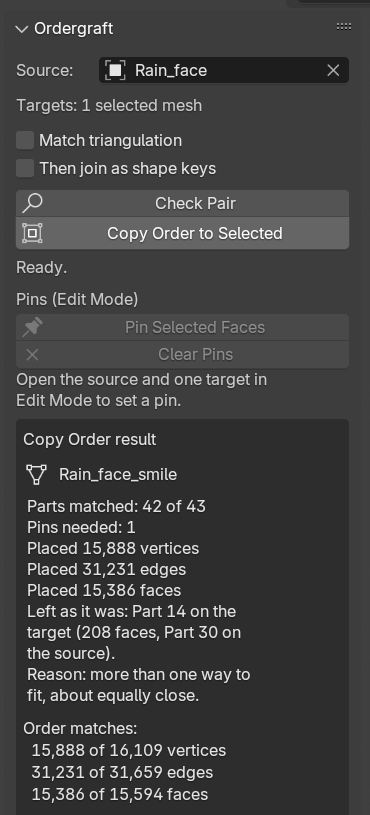 Ordergraft
Source: Rain_face
Targets: 1 selected mesh
Match triangulation
Then join as shape keys
Check Pair
Copy Order to Selected
Ready.
Pins (Edit Mode)
Pin Selected Faces
Clear Pins
Open the source and one target in
Edit Mode to set a pin.
Copy Order result
Rain_face_smile
Parts matched: 42 of 43
Pins needed: 1
Placed 15,888 vertices
Placed 31,231 edges
Placed 15,386 faces
Left as it was: Part 14 on the
target (208 faces, Part 30 on
the source).
Reason: more than one way to
fit, about equally close.
Order matches:
15,888 of 16,109 vertices
31,231 of 31,659 edges
15,386 of 15,594 faces